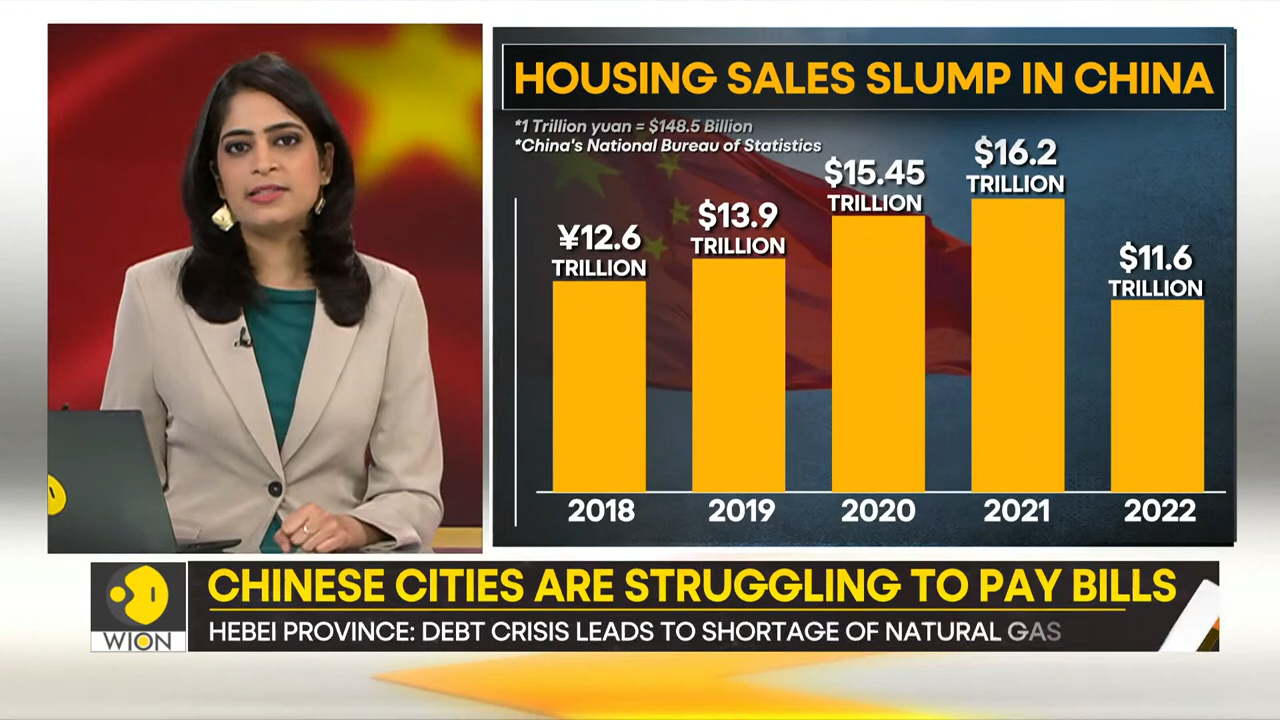 HOUSING SALES SLUMP IN CHINA
*1 Trillion yuan = $148.5 Billion
*China's National Bureau of Statistics
¥12.6
TRILLION
$13.9
TRILLION
$15.45
TRILLION
$16.2
TRILLION
$11.6
TRILLION
2018 2019 2020 2021 2022
CHINESE CITIES ARE STRUGGLING TO PAY BILLS
HEBEI PROVINCE: DEBT CRISIS LEADS TO SHORTAGE OF NATURAL GAS
WION